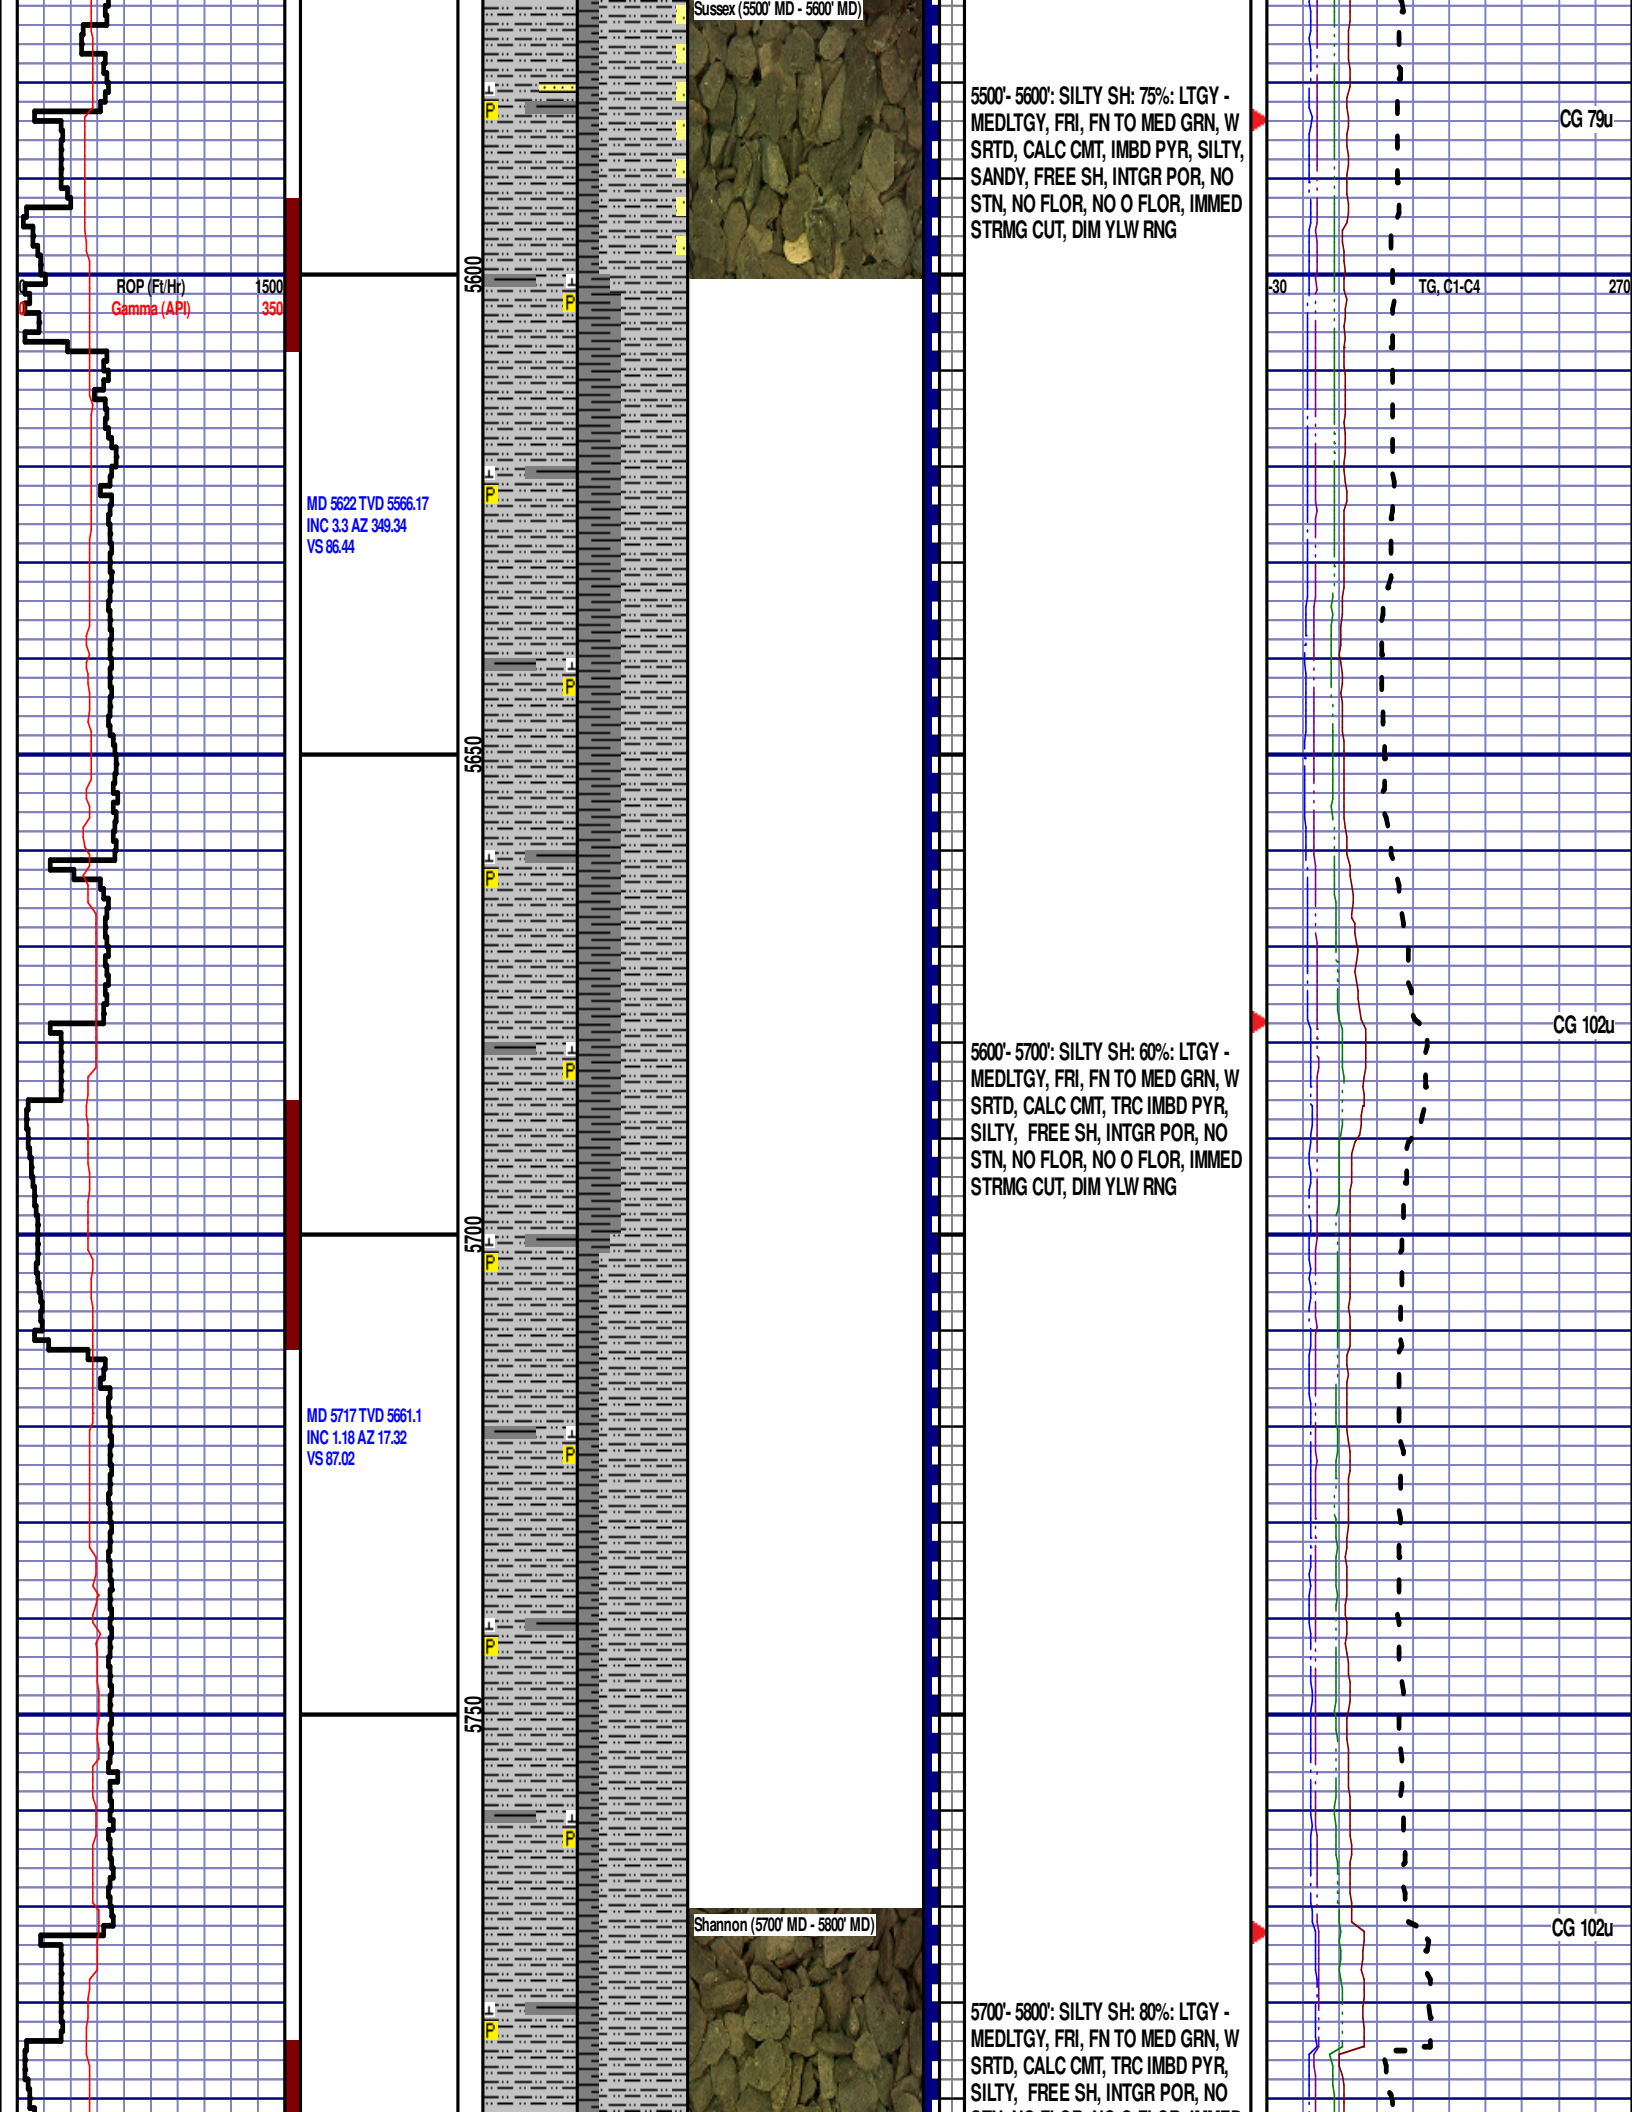 Sussex (5500' MD - 5600' MD)
5500'- 5600': SILTY SH: 75%: LTGY -
MEDLTGY, FRI, FN TO MED GRN, W
SRTD, CALC CMT, IMBD PYR, SILTY,
SANDY, FREE SH, INTGR POR, NO
STN, NO FLOR, NO O FLOR, IMMED
STRMG CUT, DIM YLW RNG
CG 79u
P
5600
0 ROP (Ft/Hr) 1500
0 Gamma (API) 350
-30 TG, C1-C4 270
P
P
MD 5622 TVD 5566.17
INC 3.3 AZ 349.34
VS 86.44
P
5650
P
CG 102u
5600'- 5700': SILTY SH: 60%: LTGY -
MEDLTGY, FRI, FN TO MED GRN, W
SRTD, CALC CMT, TRC IMBD PYR,
SILTY, FREE SH, INTGR POR, NO
STN, NO FLOR, NO O FLOR, IMMED
STRMG CUT, DIM YLW RNG
P
5700
P
MD 5717 TVD 5661.1
INC 1.18 AZ 17.32
VS 87.02
P
P
5750
P
Shannon (5700' MD - 5800' MD)
CG 102u
P
5700'- 5800': SILTY SH: 80%: LTGY -
MEDLTGY, FRI, FN TO MED GRN, W
SRTD, CALC CMT, TRC IMBD PYR,
SILTY, FREE SH, INTGR POR, NO